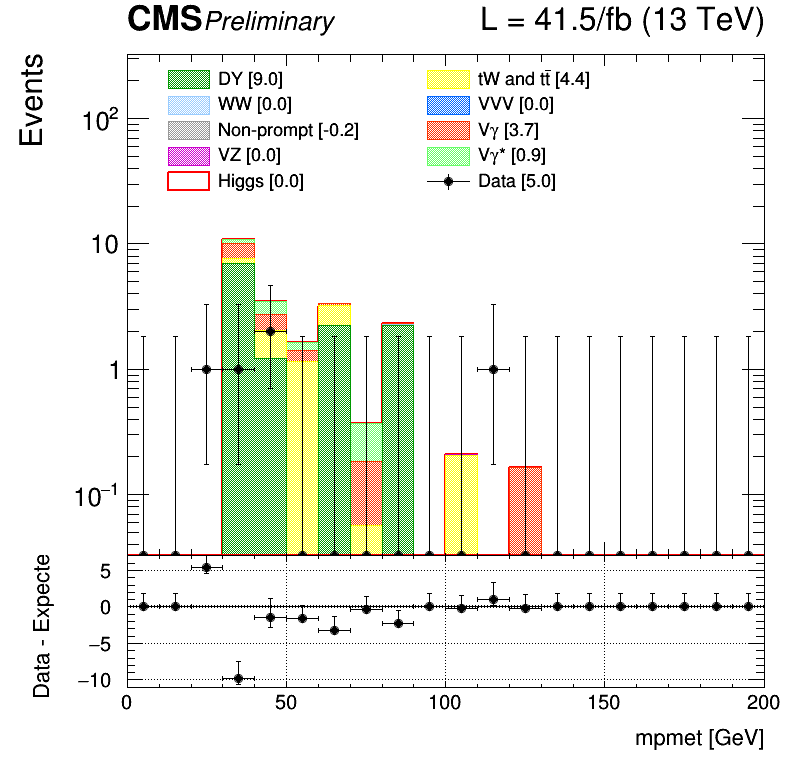 CMS Preliminary L = 41.5/fb (13 TeV)
Events
DY [9.0] tW and tt̄ [4.4]
WW [0.0] VVV [0.0]
Non-prompt [-0.2] Vγ [3.7]
VZ [0.0] Vγ* [0.9]
Higgs [0.0] Data [5.0]
10²
10
1
10⁻¹
Data - Expecte
5
0
−5
−10
0 50 100 150 200
mpmet [GeV]